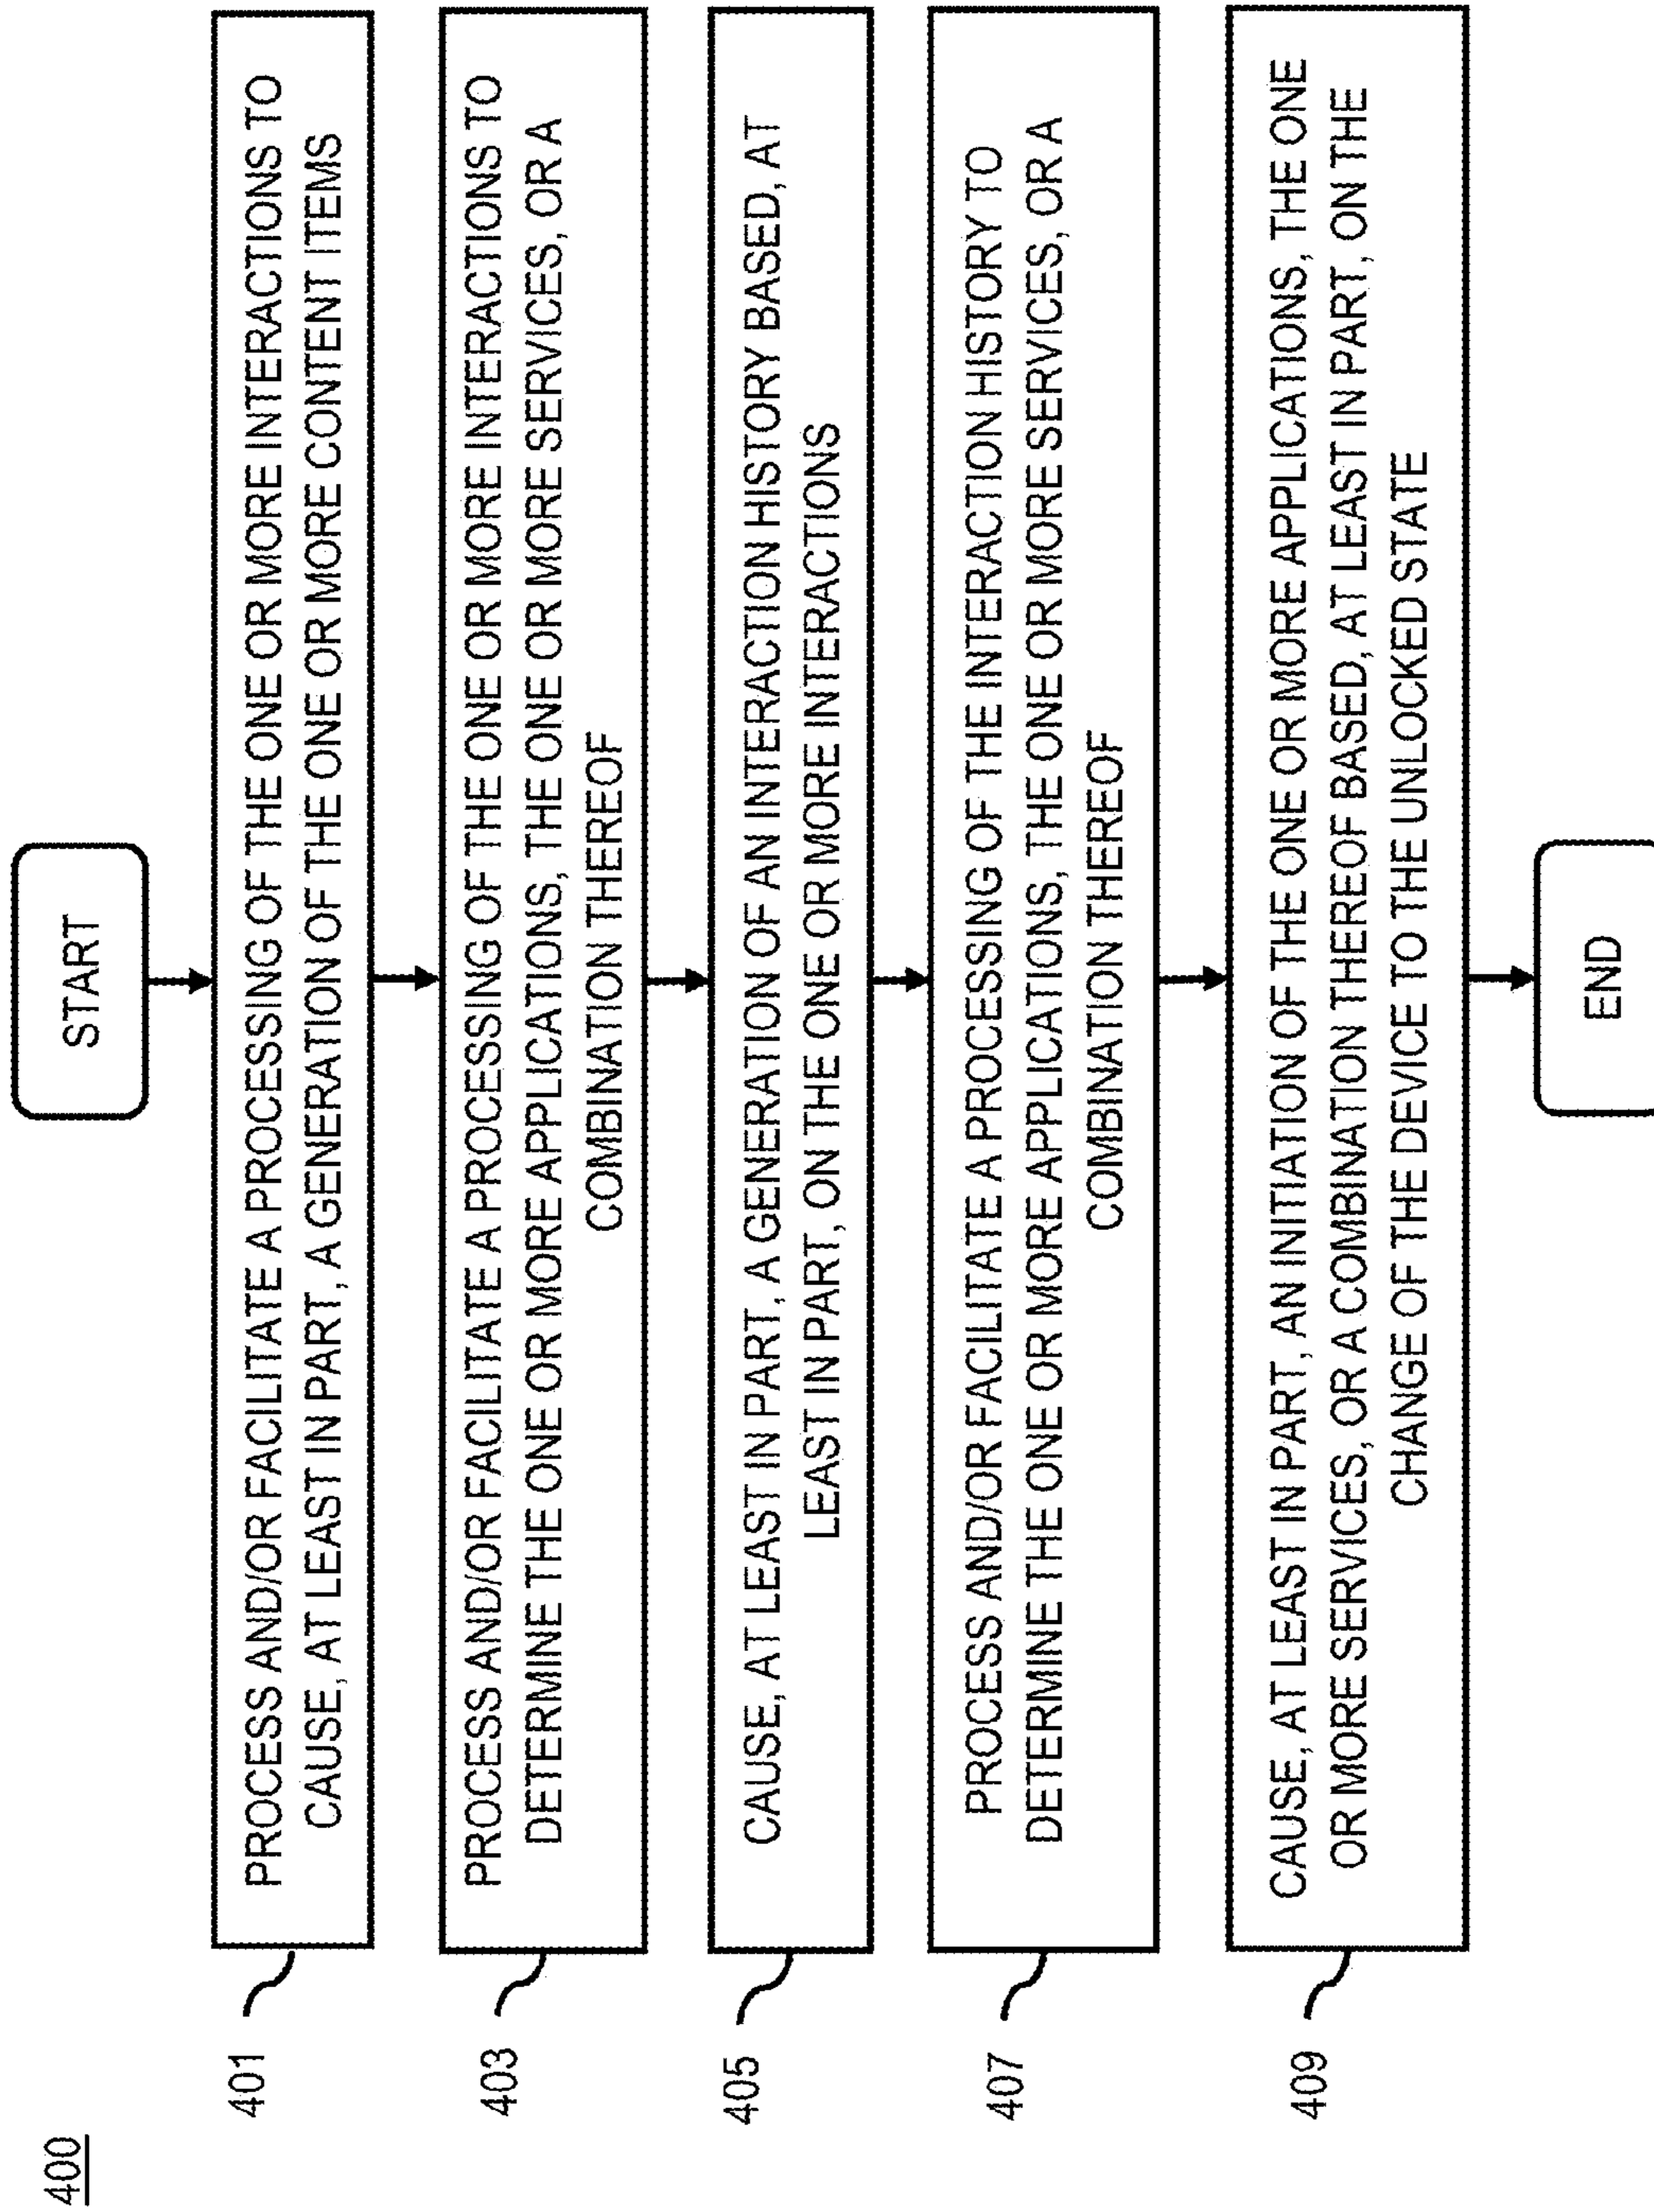 400
START
401
PROCESS AND/OR FACILITATE A PROCESSING OF THE ONE OR MORE INTERACTIONS TO
CAUSE, AT LEAST IN PART, A GENERATION OF THE ONE OR MORE CONTENT ITEMS
403
PROCESS AND/OR FACILITATE A PROCESSING OF THE ONE OR MORE INTERACTIONS TO
DETERMINE THE ONE OR MORE APPLICATIONS, THE ONE OR MORE SERVICES, OR A
COMBINATION THEREOF
405
CAUSE, AT LEAST IN PART, A GENERATION OF AN INTERACTION HISTORY BASED, AT
LEAST IN PART, ON THE ONE OR MORE INTERACTIONS
407
PROCESS AND/OR FACILITATE A PROCESSING OF THE INTERACTION HISTORY TO
DETERMINE THE ONE OR MORE APPLICATIONS, THE ONE OR MORE SERVICES, OR A
COMBINATION THEREOF
409
CAUSE, AT LEAST IN PART, AN INITIATION OF THE ONE OR MORE APPLICATIONS, THE ONE
OR MORE SERVICES, OR A COMBINATION THEREOF BASED, AT LEAST IN PART, ON THE
CHANGE OF THE DEVICE TO THE UNLOCKED STATE
END